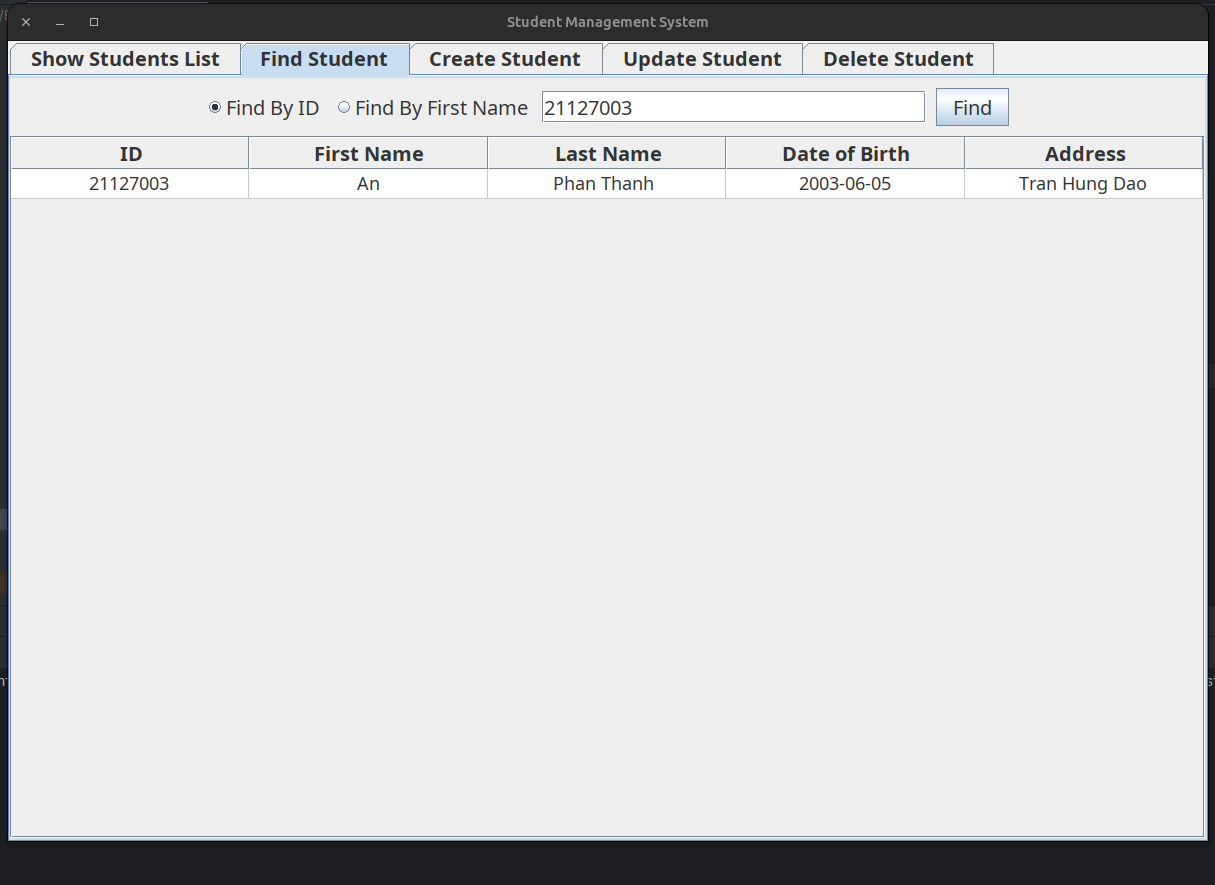 Student Management System
Show Students List Find Student Create Student Update Student Delete Student
Find By ID Find By First Name 21127003 Find
ID First Name Last Name Date of Birth Address
21127003 An Phan Thanh 2003-06-05 Tran Hung Dao